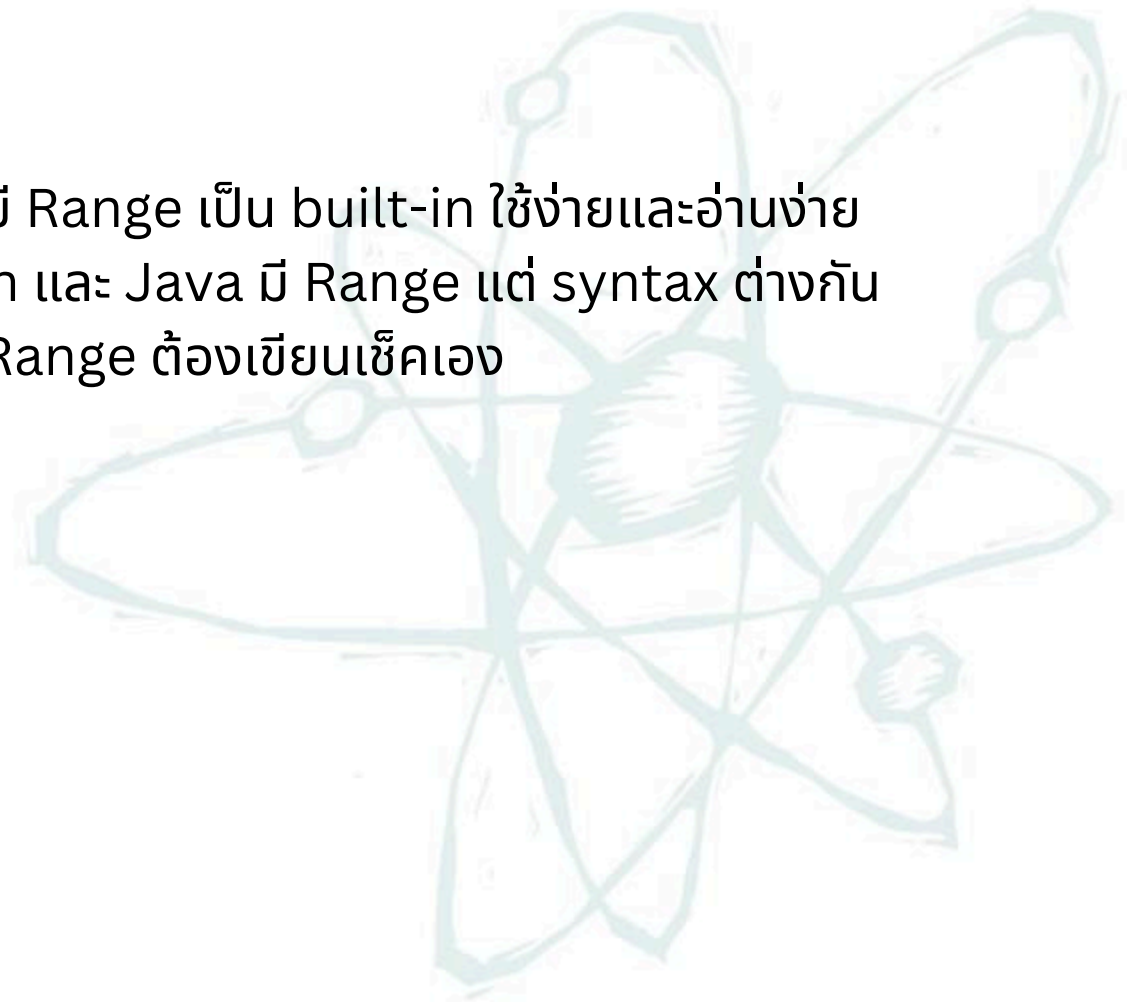 มี Range เป็น built-in ใช้ง่ายและอ่านง่าย
และ Java มี Range แต่ syntax ต่างกัน
Range ต้องเขียนเช็คเอง